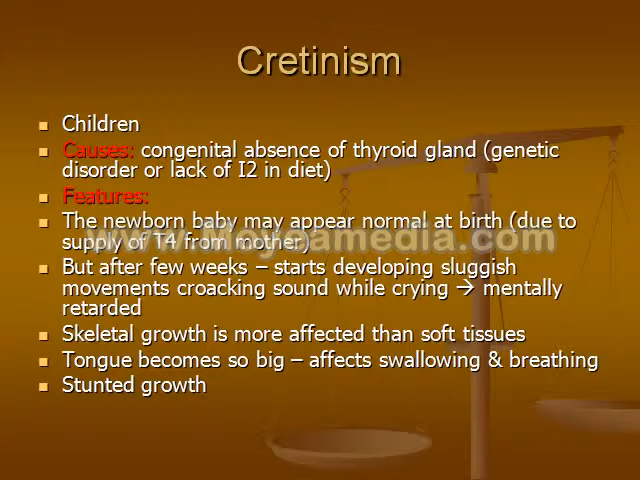 Cretinism
Children
Causes: congenital absence of thyroid gland (genetic
disorder or lack of I2 in diet)
Features:
The newborn baby may appear normal at birth (due to
supply of T4 from mother)
www.Moyeamedia.com
But after few weeks – starts developing sluggish
movements croacking sound while crying → mentally
retarded
Skeletal growth is more affected than soft tissues
Tongue becomes so big – affects swallowing & breathing
Stunted growth